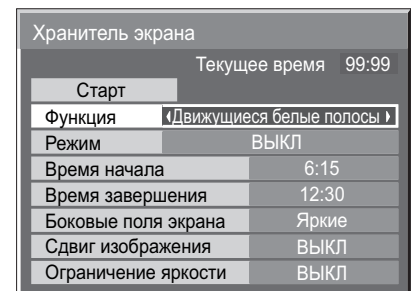 Хранитель экрана
Текущее время 99:99
Старт
Функция Движущиеся белые полосы
Режим ВЫКЛ
Время начала 6:15
Время завершения 12:30
Боковые поля экрана Яркие
Сдвиг изображения ВЫКЛ
Ограничение яркости ВЫКЛ